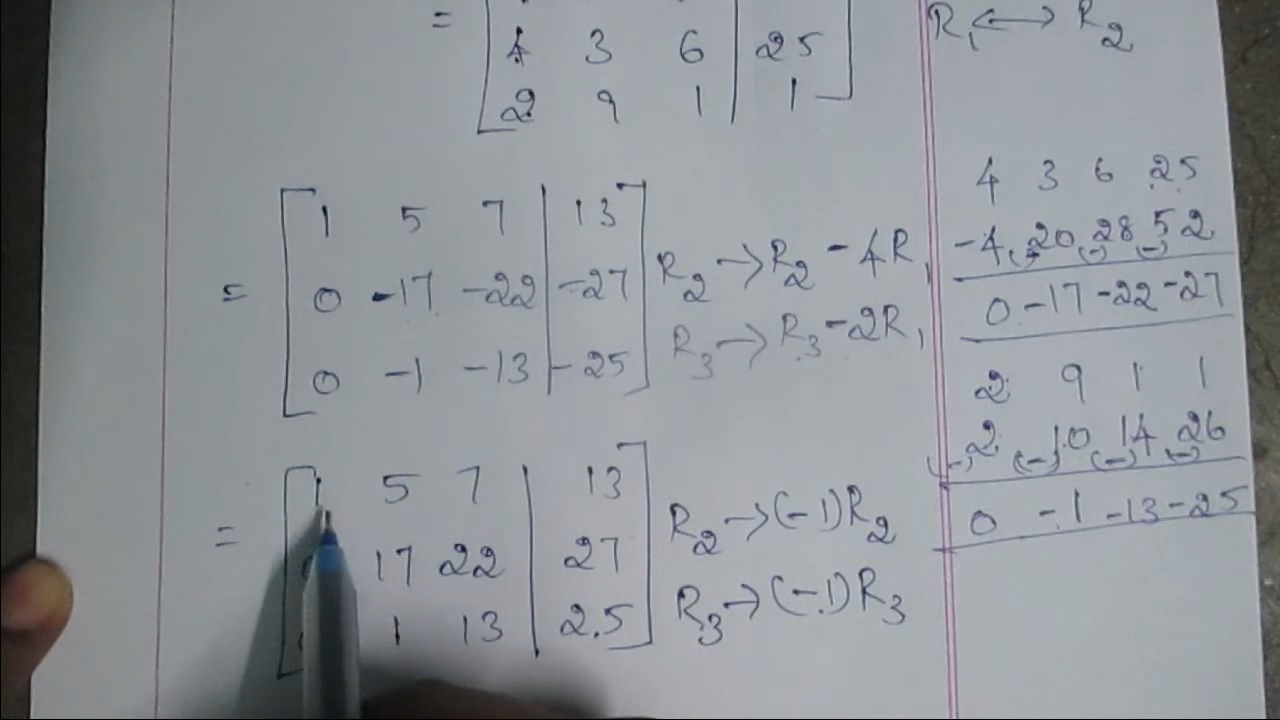 R₁ ↔ R₂
= 4 3 6 | 25
2 9 1 | 1
1 5 7 | 13
= 0 -17 -22 | -27 R₂ → R₂ - 4R₁
0 -1 -13 | -25 R₃ → R₃ - 2R₁
4 3 6 25
-4 (-)20 (-)28 (-)52
0 -17 -22 -27
2 9 1 1
(-)2 (-)10 (-)14 (-)26
0 -1 -13 -25
1 5 7 | 13
= 17 22 | 27 R₂ → (-1)R₂
1 13 | 25 R₃ → (-1)R₃